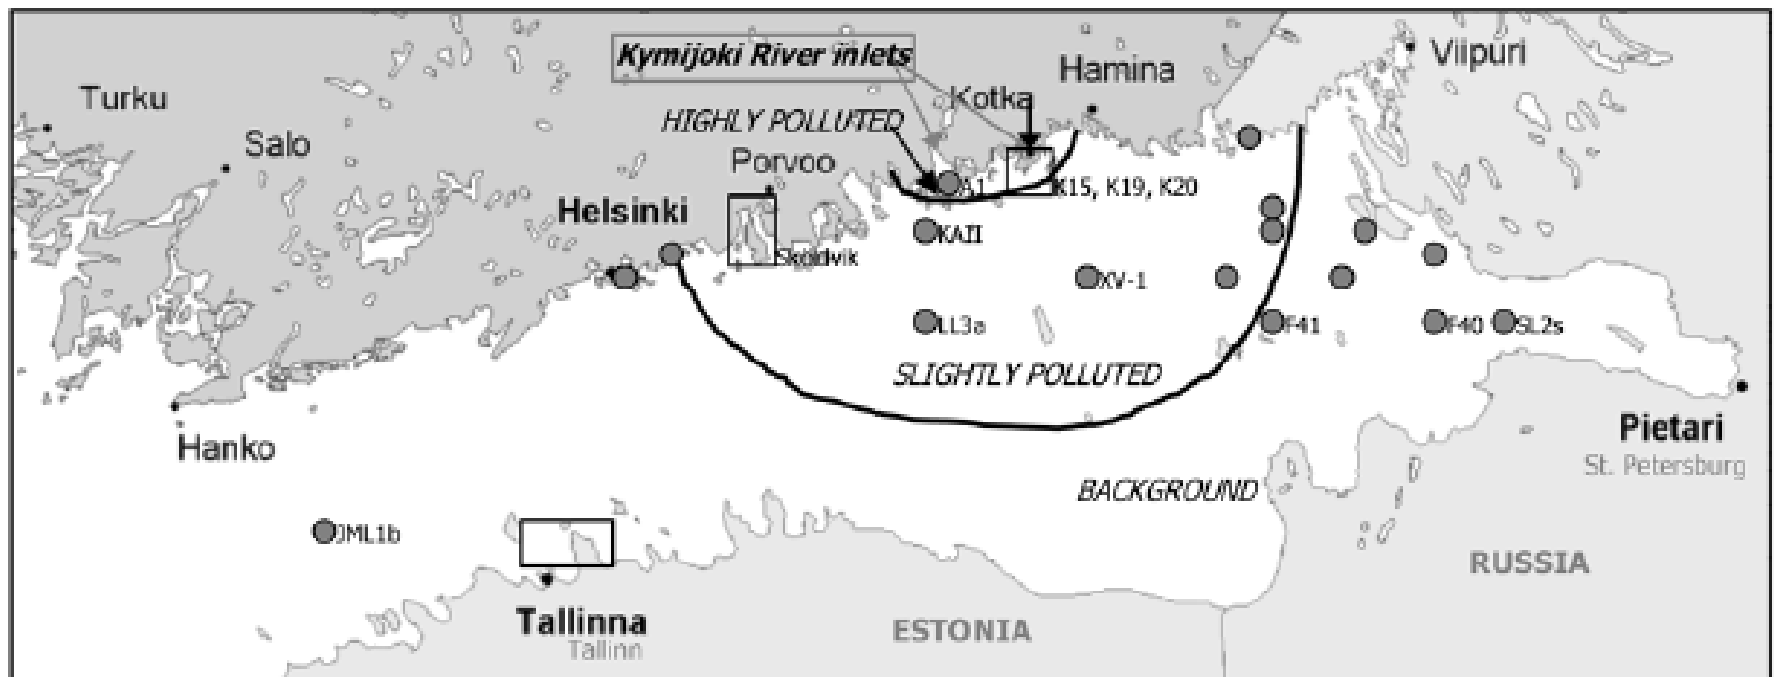 Kymijoki River inlets
Viipuri
Hamina
Turku
Kotka
HIGHLY POLLUTED
Salo
Porvoo
A1
K15, K19, K20
Helsinki
KAII
Sköldvik
XV-1
LL3a
F41
F40
SL2s
SLIGHTLY POLLUTED
Pietari
Hanko
St. Petersburg
BACKGROUND
JML1b
RUSSIA
Tallinna
ESTONIA
Tallinn